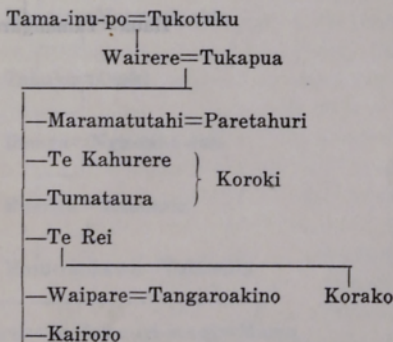 Tama-inu-po=Tukotuku
Wairere=Tukapua
—Maramatutahi=Paretahuri
—Te Kahurere
Koroki
—Tumataura
—Te Rei
—Waipare=Tangaroakino Korako
—Kairoro